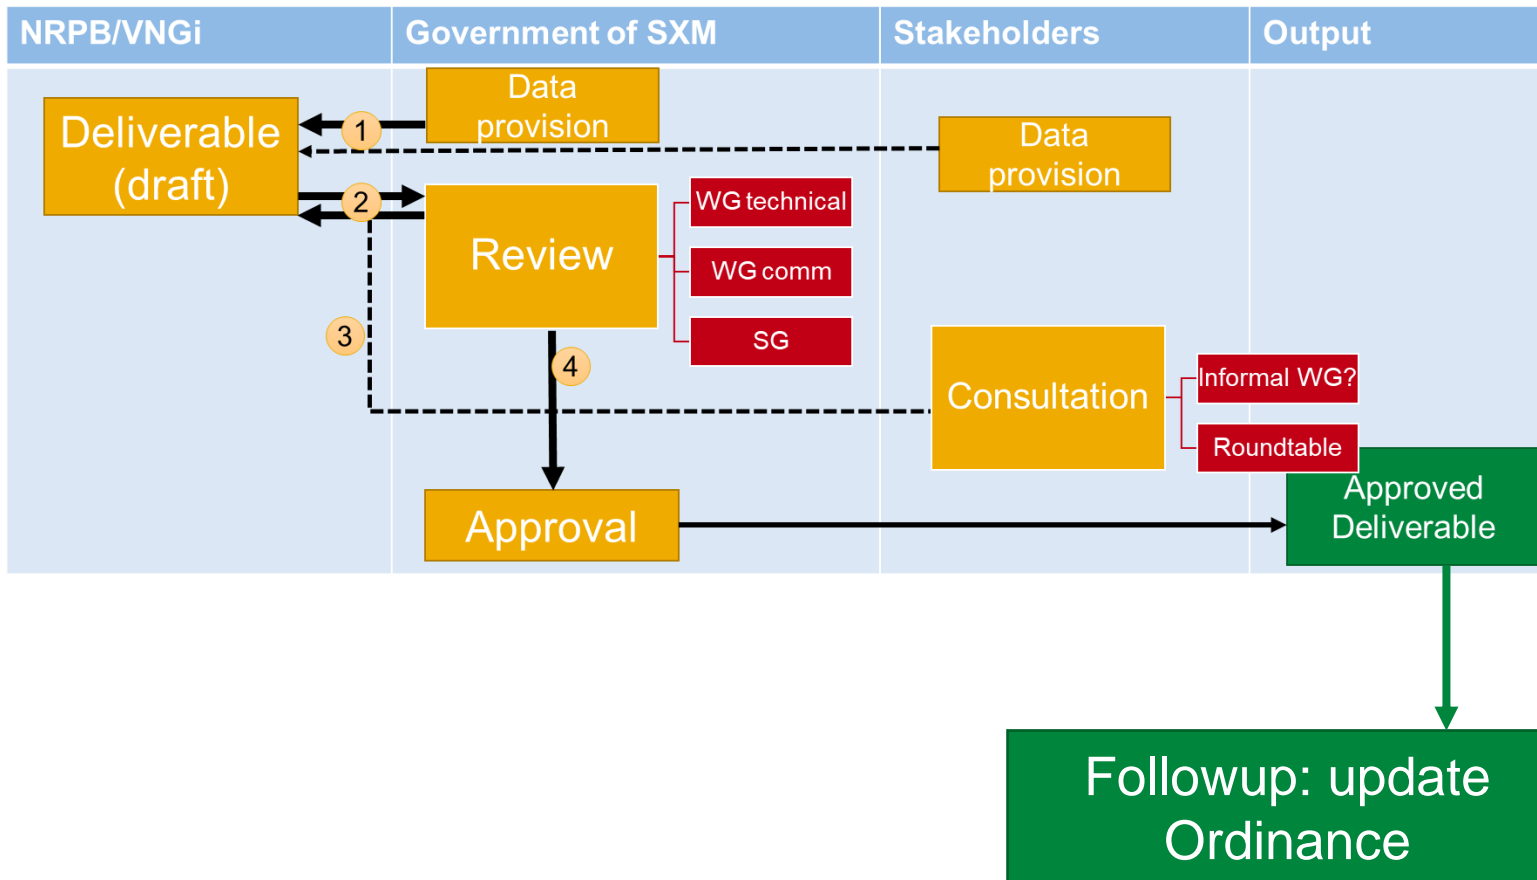 NRPB/VNGi
Government of SXM
Stakeholders
Output
Data
provision
Deliverable
(draft)
1
Data
provision
2
Review
WG technical
WG comm
SG
3
4
Consultation
Informal WG?
Roundtable
Approval
Approved
Deliverable
Followup: update
Ordinance